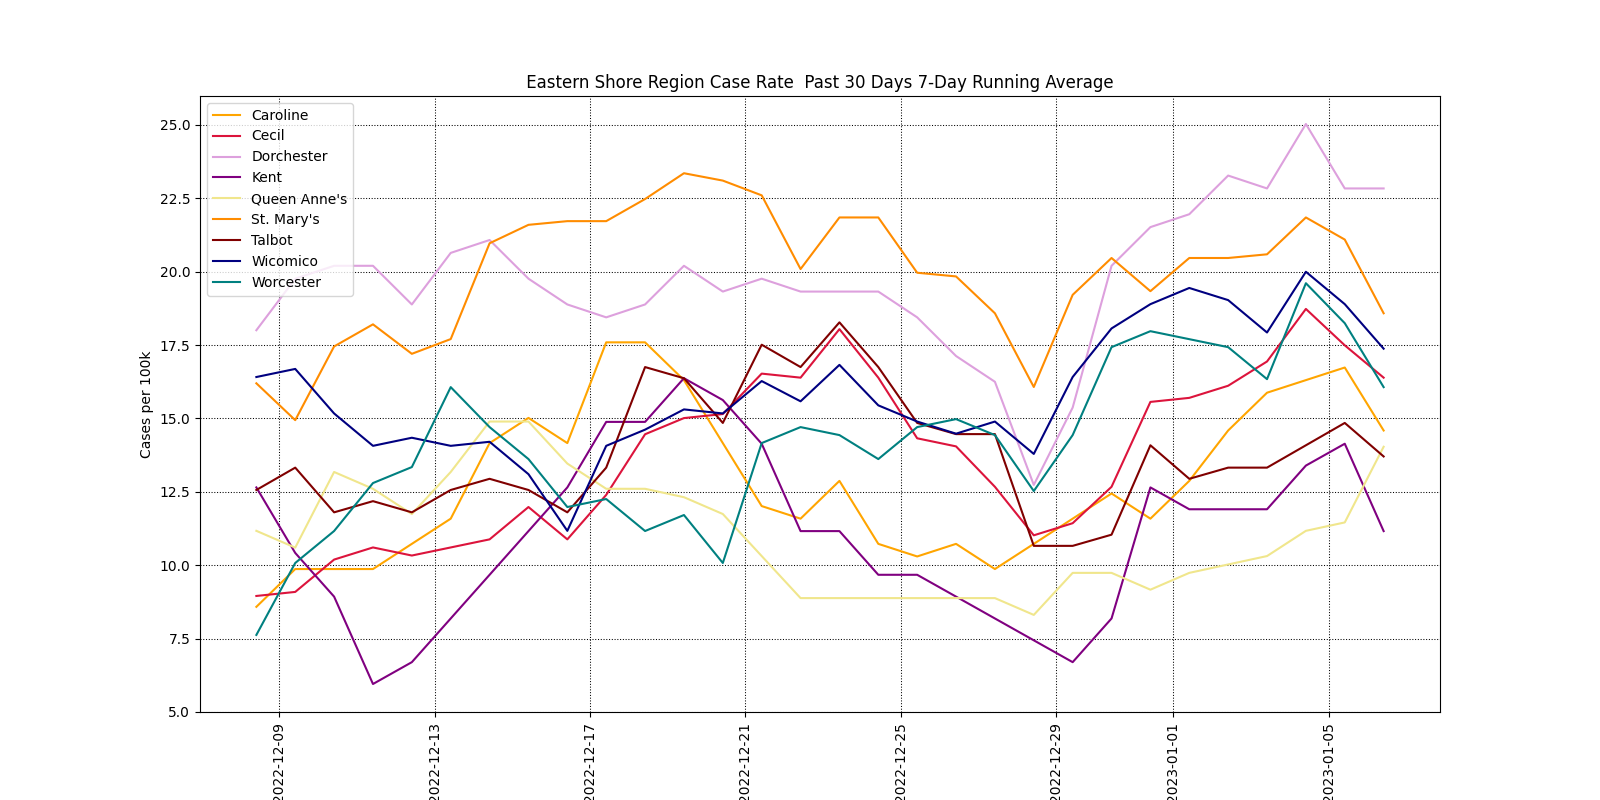 Eastern Shore Region Case Rate  Past 30 Days 7-Day Running Average
Caroline
Cecil
Dorchester
Kent
Queen Anne's
St. Mary's
Talbot
Wicomico
Worcester
Cases per 100k
25.0
22.5
20.0
17.5
15.0
12.5
10.0
7.5
5.0
2022-12-09
2022-12-13
2022-12-17
2022-12-21
2022-12-25
2022-12-29
2023-01-01
2023-01-05